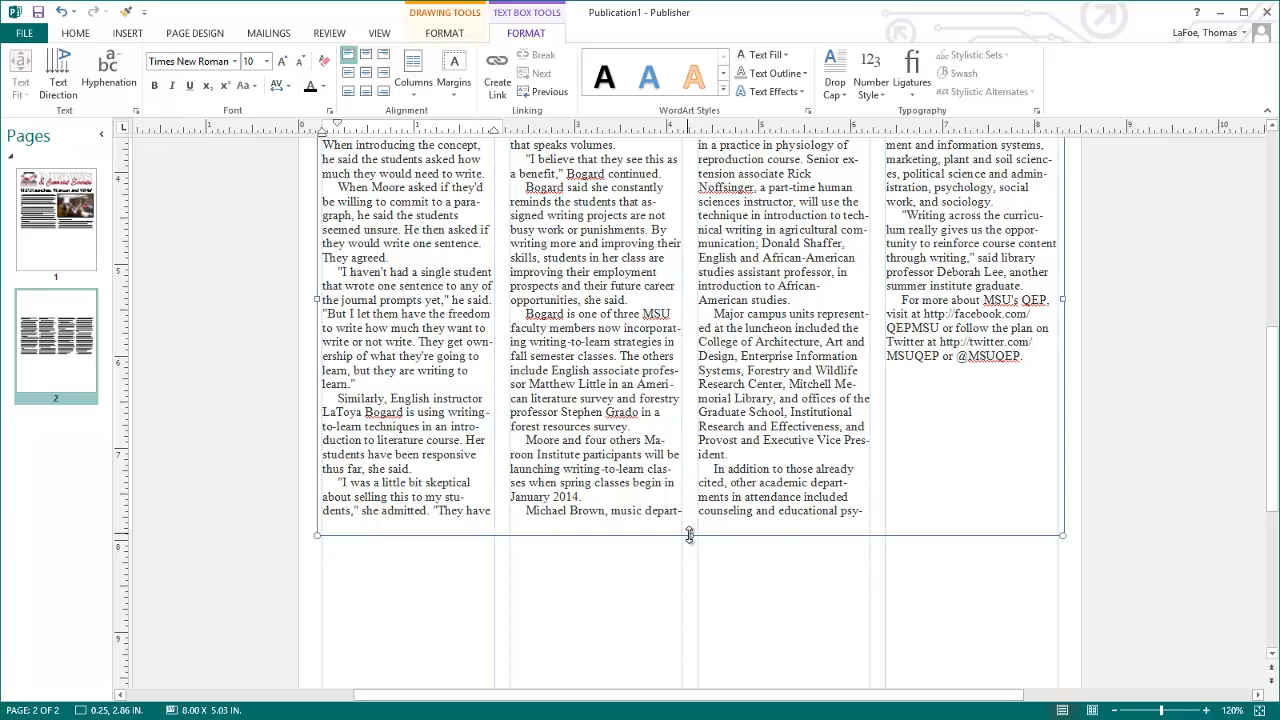 DRAWING TOOLS
TEXT BOX TOOLS
Publication1 - Publisher
FILE
HOME
INSERT
PAGE DESIGN
MAILINGS
REVIEW
VIEW
FORMAT
FORMAT
LaFoe, Thomas
Text
Fit
Text
Direction
Hyphenation
Times New Roman
10
B I U x₂ x² Aa
AV
A
Columns
Margins
Create
Link
Break
Next
Previous
A A A
Text Fill
Text Outline
Text Effects
Drop
Cap
Number
Style
Ligatures
Stylistic Sets
Swash
Stylistic Alternates
Text
Font
Alignment
Linking
WordArt Styles
Typography
Pages
1
2
When introducing the concept,
he said the students asked how
much they would need to write.
When Moore asked if they'd
be willing to commit to a para-
graph, he said the students
seemed unsure. He then asked if
they would write one sentence.
They agreed.
"I haven't had a single student
that wrote one sentence to any of
the journal prompts yet," he said.
"But I let them have the freedom
to write how much they want to
write or not write. They get own-
ership of what they're going to
learn, but they are writing to
learn."
Similarly, English instructor
LaToya Bogard is using writing-
to-learn techniques in an intro-
duction to literature course. Her
students have been responsive
thus far, she said.
"I was a little bit skeptical
about selling this to my stu-
dents," she admitted. "They have
that speaks volumes.
"I believe that they see this as
a benefit," Bogard continued.
Bogard said she constantly
reminds the students that as-
signed writing projects are not
busy work or punishments. By
writing more and improving their
skills, students in her class are
improving their employment
prospects and their future career
opportunities, she said.
Bogard is one of three MSU
faculty members now incorporat-
ing writing-to-learn strategies in
fall semester classes. The others
include English associate profes-
sor Matthew Little in an Ameri-
can literature survey and forestry
professor Stephen Grado in a
forest resources survey.
Moore and four others Ma-
roon Institute participants will be
launching writing-to-learn clas-
ses when spring classes begin in
January 2014.
Michael Brown, music depart-
in a practice in physiology of
reproduction course. Senior ex-
tension associate Rick
Noffsinger, a part-time human
sciences instructor, will use the
technique in introduction to tech-
nical writing in agricultural com-
munication; Donald Shaffer,
English and African-American
studies assistant professor, in
introduction to African-
American studies.
Major campus units represent-
ed at the luncheon included the
College of Architecture, Art and
Design, Enterprise Information
Systems, Forestry and Wildlife
Research Center, Mitchell Me-
morial Library, and offices of the
Graduate School, Institutional
Research and Effectiveness, and
Provost and Executive Vice Pres-
ident.
In addition to those already
cited, other academic depart-
ments in attendance included
counseling and educational psy-
ment and information systems,
marketing, plant and soil scienc-
es, political science and admin-
istration, psychology, social
work, and sociology.
"Writing across the curricu-
lum really gives us the oppor-
tunity to reinforce course content
through writing," said library
professor Deborah Lee, another
summer institute graduate.
For more about MSU's QEP,
visit at http://facebook.com/
QEPMSU or follow the plan on
Twitter at http://twitter.com/
MSUQEP or @MSUQEP.
PAGE: 2 OF 2
0.25, 2.86 IN.
8.00 X 5.03 IN.
120%